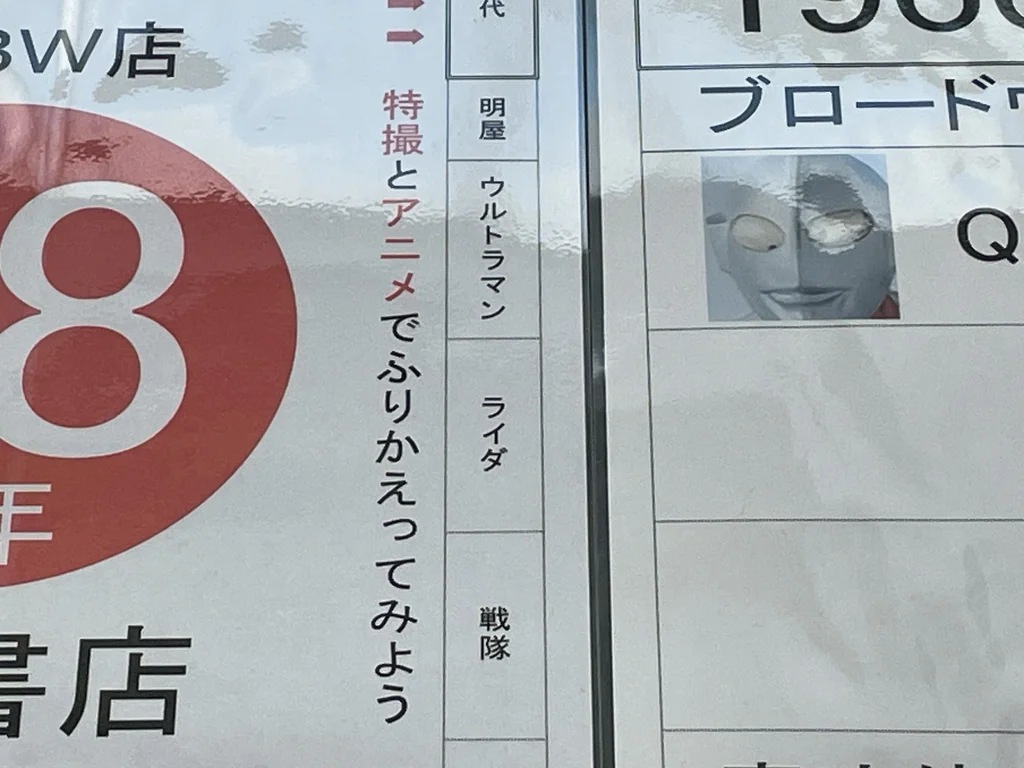 BW店
8
年
書店
→
→
特撮とアニメでふりかえってみよう
代
明屋
ウルトラマン
ライダ
戦隊
ブロードウ
Q